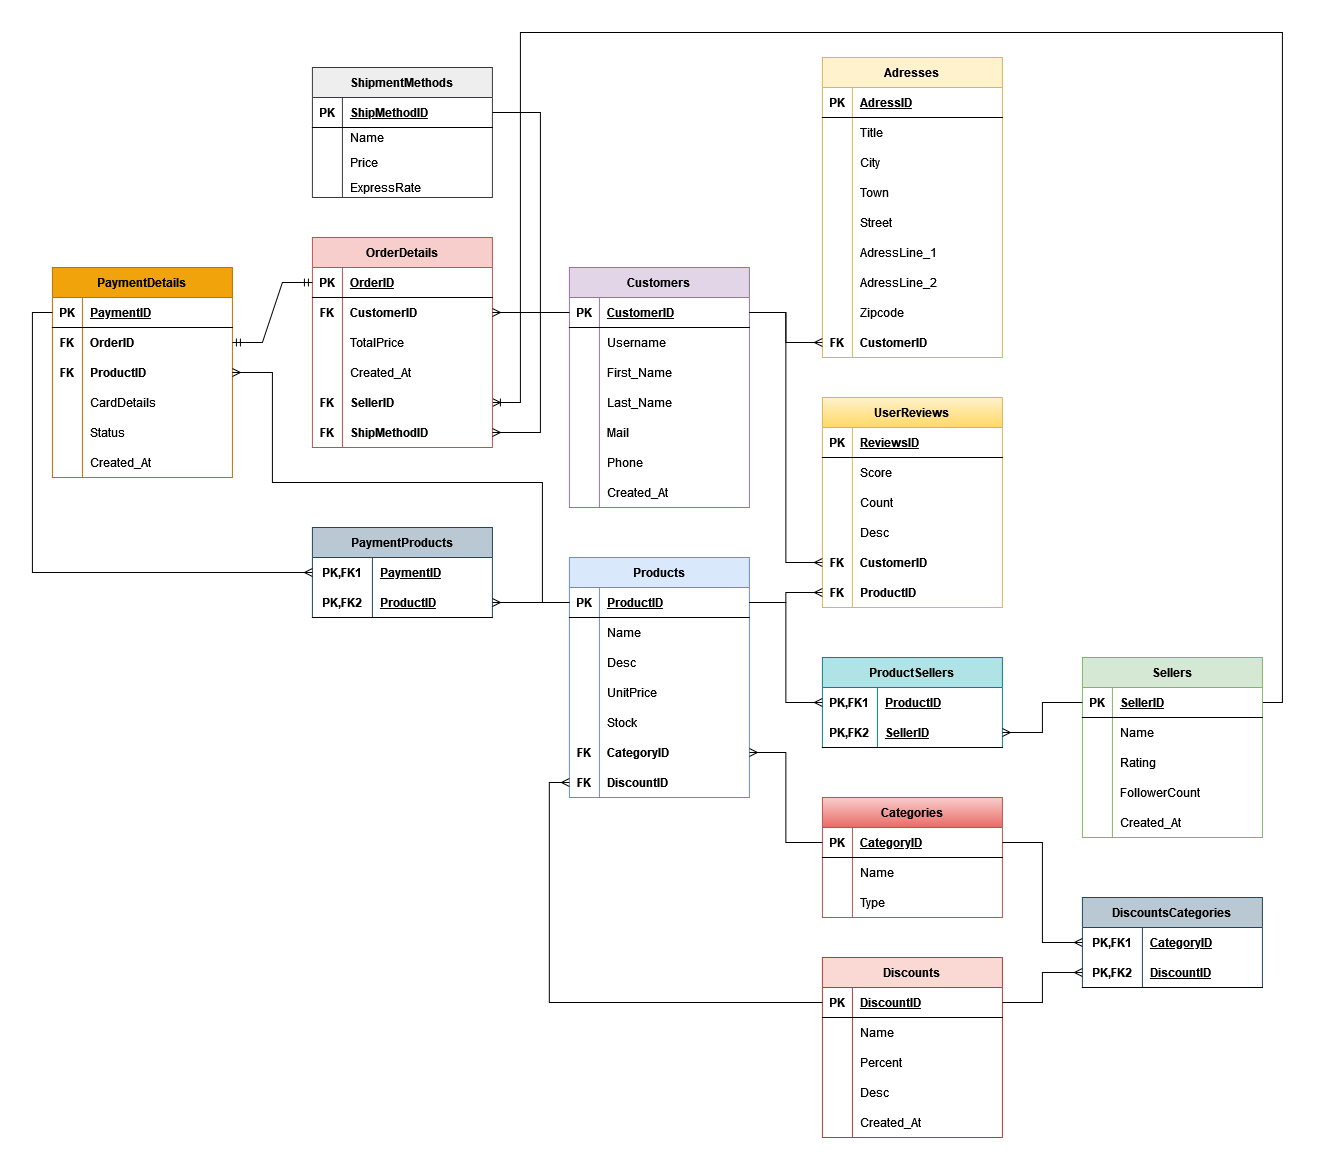 ShipmentMethods
PK ShipMethodID
Name
Price
ExpressRate
Adresses
PK AdressID
Title
City
Town
Street
AdressLine_1
AdressLine_2
Zipcode
FK CustomerID
OrderDetails
PK OrderID
FK CustomerID
TotalPrice
Created_At
FK SellerID
FK ShipMethodID
PaymentDetails
PK PaymentID
FK OrderID
FK ProductID
CardDetails
Status
Created_At
Customers
PK CustomerID
Username
First_Name
Last_Name
Mail
Phone
Created_At
UserReviews
PK ReviewsID
Score
Count
Desc
FK CustomerID
FK ProductID
PaymentProducts
PK,FK1 PaymentID
PK,FK2 ProductID
Products
PK ProductID
Name
Desc
UnitPrice
Stock
FK CategoryID
FK DiscountID
ProductSellers
PK,FK1 ProductID
PK,FK2 SellerID
Sellers
PK SellerID
Name
Rating
FollowerCount
Created_At
Categories
PK CategoryID
Name
Type
DiscountsCategories
PK,FK1 CategoryID
PK,FK2 DiscountID
Discounts
PK DiscountID
Name
Percent
Desc
Created_At